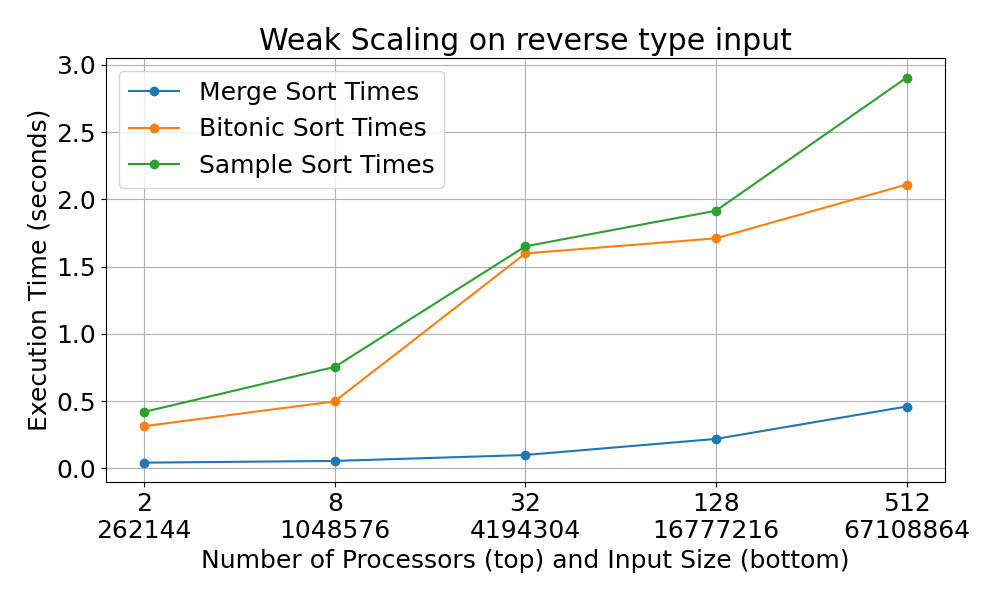 Weak Scaling on reverse type input
Merge Sort Times
Bitonic Sort Times
Sample Sort Times
Execution Time (seconds)
3.0
2.5
2.0
1.5
1.0
0.5
0.0
2 8 32 128 512
262144 1048576 4194304 16777216 67108864
Number of Processors (top) and Input Size (bottom)